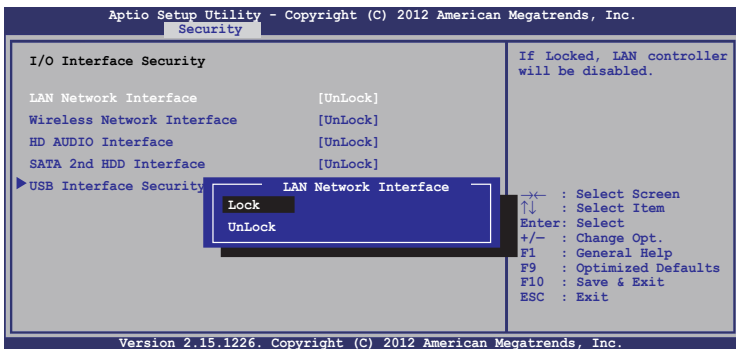 Aptio Setup Utility - Copyright (C) 2012 American Megatrends, Inc.
Security
I/O Interface Security
LAN Network Interface [UnLock]
Wireless Network Interface [UnLock]
HD AUDIO Interface [UnLock]
SATA 2nd HDD Interface [UnLock]
USB Interface Security
LAN Network Interface
Lock
UnLock
If Locked, LAN controller
will be disabled.
→← : Select Screen
↑↓ : Select Item
Enter: Select
+/— : Change Opt.
F1 : General Help
F9 : Optimized Defaults
F10 : Save & Exit
ESC : Exit
Version 2.15.1226. Copyright (C) 2012 American Megatrends, Inc.